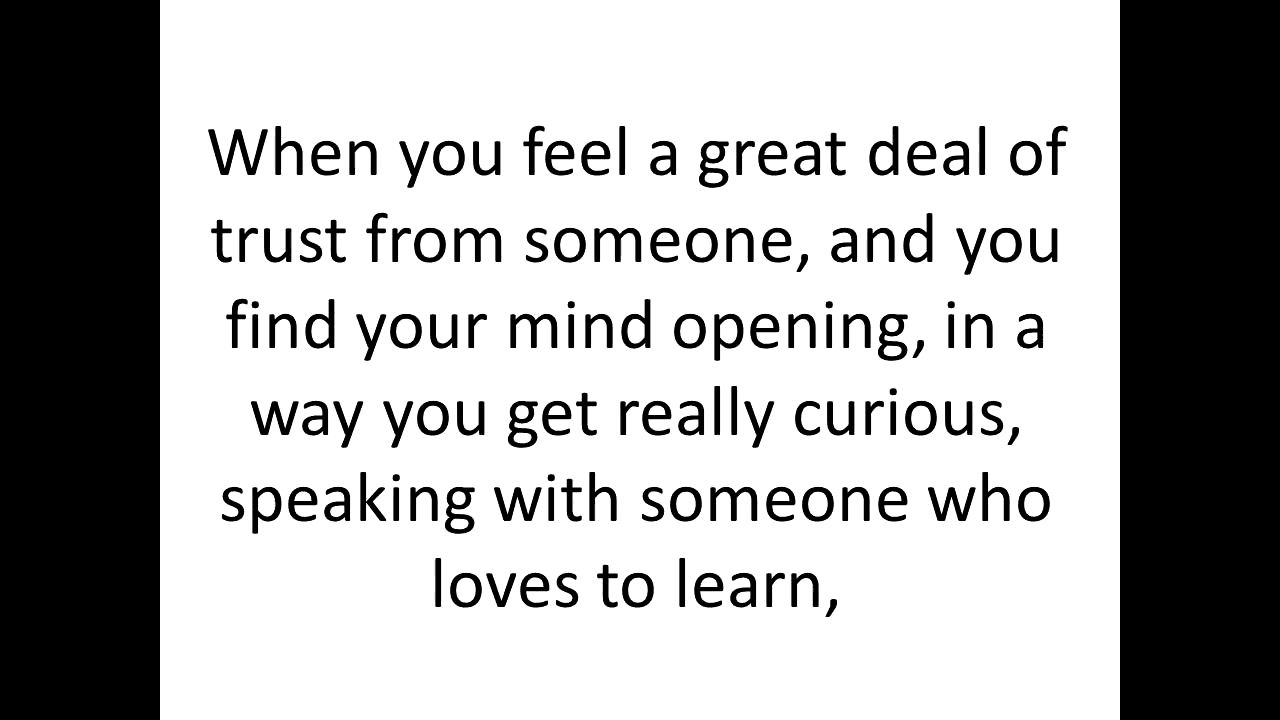 When you feel a great deal of
trust from someone, and you
find your mind opening, in a
way you get really curious,
speaking with someone who
loves to learn,